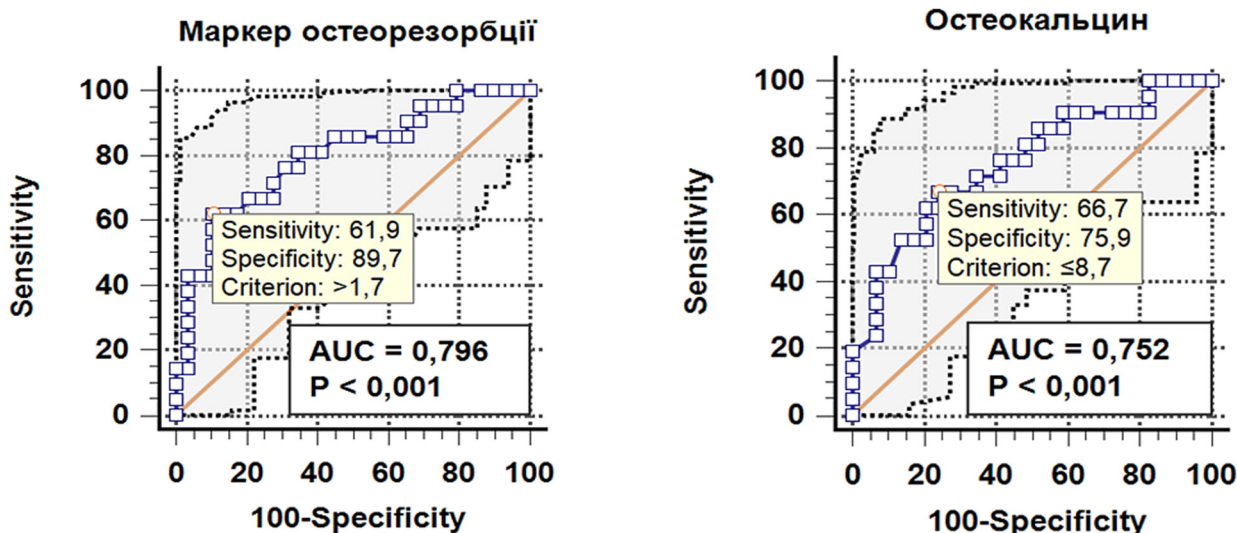 Маркер остеорезорбції
100
80
60
40
20
0
Sensitivity
Sensitivity: 61,9
Specificity: 89,7
Criterion: >1,7
AUC = 0,796
P < 0,001
0 20 40 60 80 100
100-Specificity
Остеокальцин
100
80
60
40
20
0
Sensitivity
Sensitivity: 66,7
Specificity: 75,9
Criterion: ≤8,7
AUC = 0,752
P < 0,001
0 20 40 60 80 100
100-Specificity